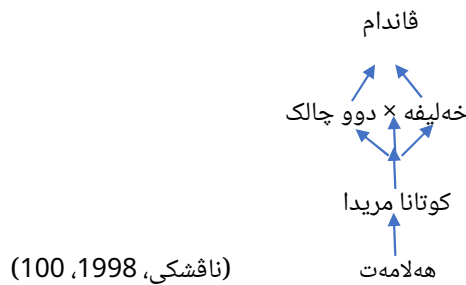 ڤاندام
خەلیفە × دوو چالک
کوتانا مریدا
هەلامەت
(ناڤشکی، 1998، 100)